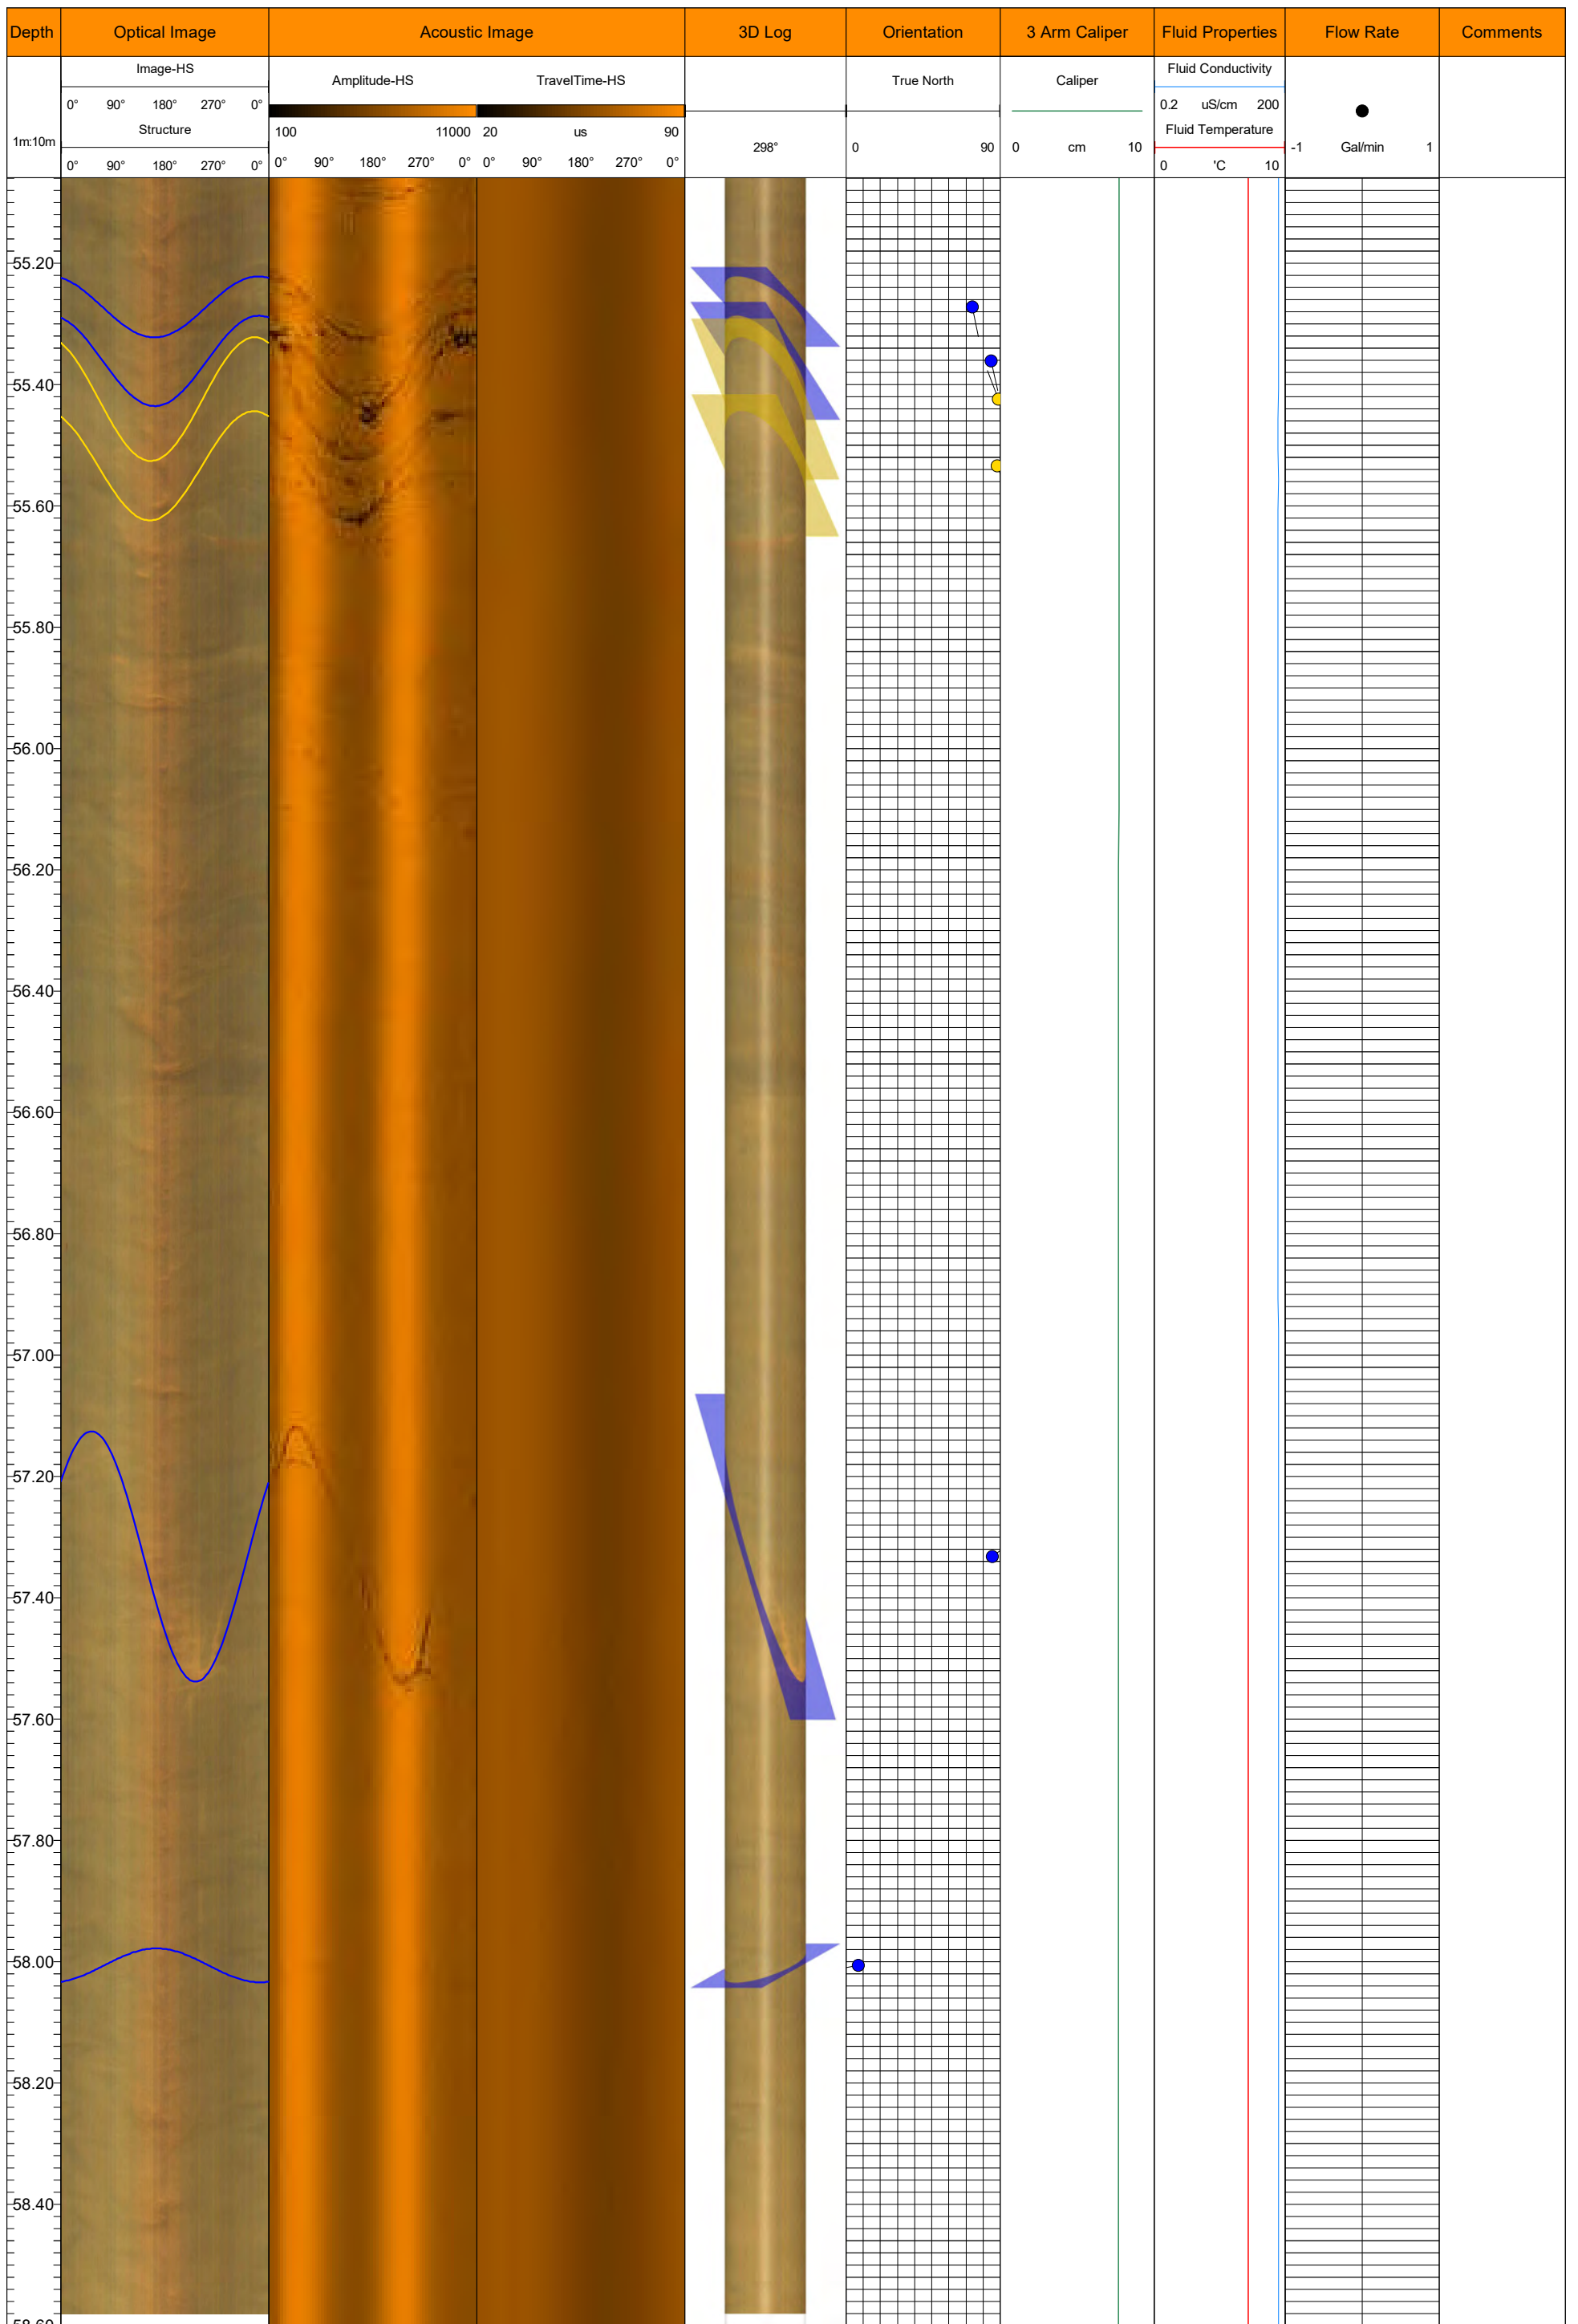 Depth Optical Image Acoustic Image 3D Log Orientation 3 Arm Caliper Fluid Properties Flow Rate Comments
1m:10m
Image-HS
0° 90° 180° 270° 0°
Structure
0° 90° 180° 270° 0°
Amplitude-HS
100 11000
0° 90° 180° 270° 0°
TravelTime-HS
20 us 90
0° 90° 180° 270° 0°
298°
True North
0 90
Caliper
0 cm 10
Fluid Conductivity
0.2 uS/cm 200
Fluid Temperature
0 'C 10
-1 Gal/min 1
55.20
55.40
55.60
55.80
56.00
56.20
56.40
56.60
56.80
57.00
57.20
57.40
57.60
57.80
58.00
58.20
58.40
58.60